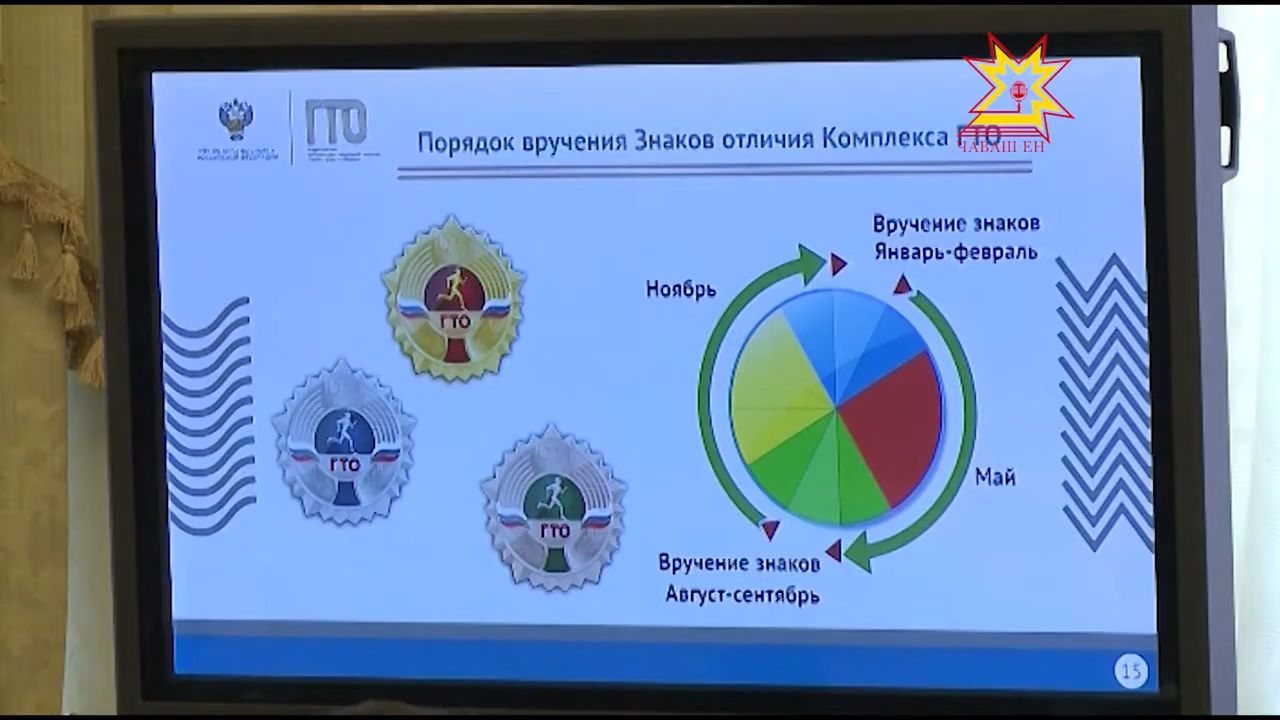 ГТО
Порядок вручения Знаков отличия Комплекса ГТО
ЧАВАШ ЕН
Вручение знаков
Январь-февраль
Ноябрь
ГТО
ГТО
ГТО
Май
Вручение знаков
Август-сентябрь
15